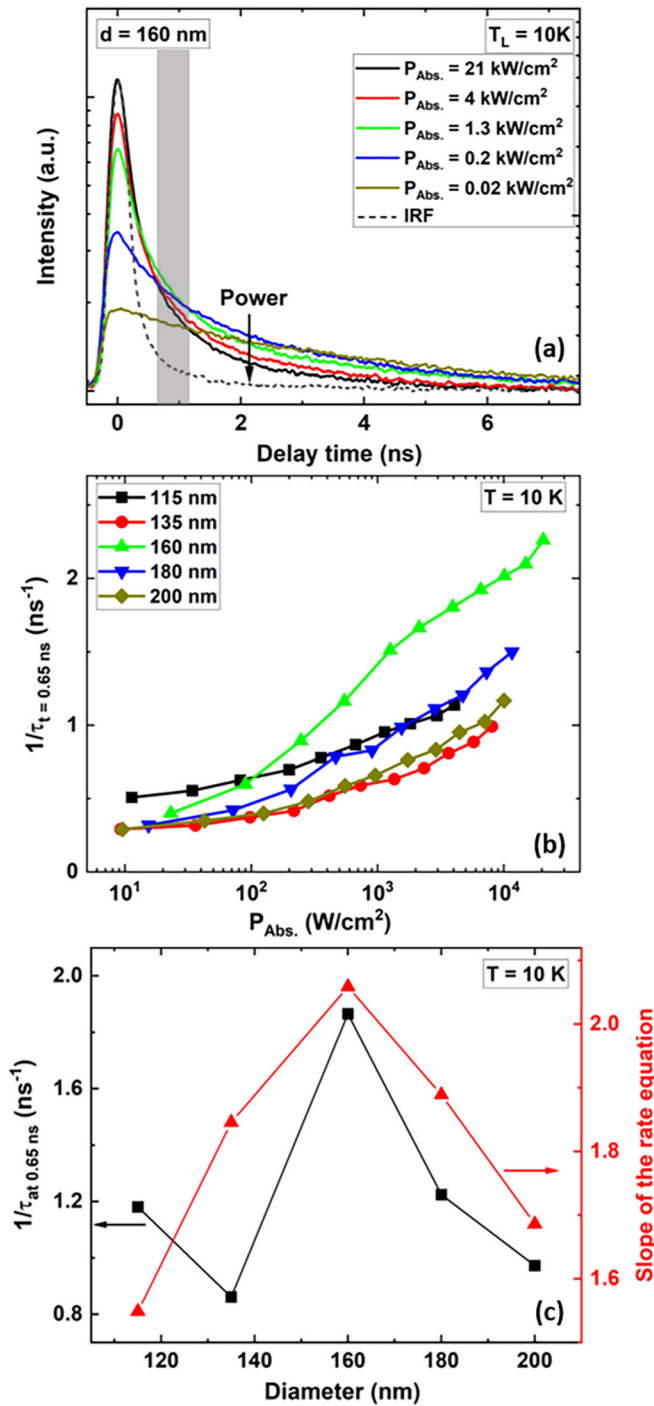 d = 160 nm
T_L = 10K
P_Abs. = 21 kW/cm²
P_Abs. = 4 kW/cm²
P_Abs. = 1.3 kW/cm²
P_Abs. = 0.2 kW/cm²
P_Abs. = 0.02 kW/cm²
IRF
Intensity (a.u.)
Power
(a)
0 2 4 6
Delay time (ns)
115 nm
135 nm
160 nm
180 nm
200 nm
T = 10 K
2
1
0
1/τ_t = 0.65 ns (ns⁻¹)
(b)
10¹ 10² 10³ 10⁴
P_Abs. (W/cm²)
T = 10 K
2.0
1.6
1.2
0.8
1/τ_at 0.65 ns (ns⁻¹)
2.0
1.8
1.6
Slope of the rate equation
(c)
120 140 160 180 200
Diameter (nm)